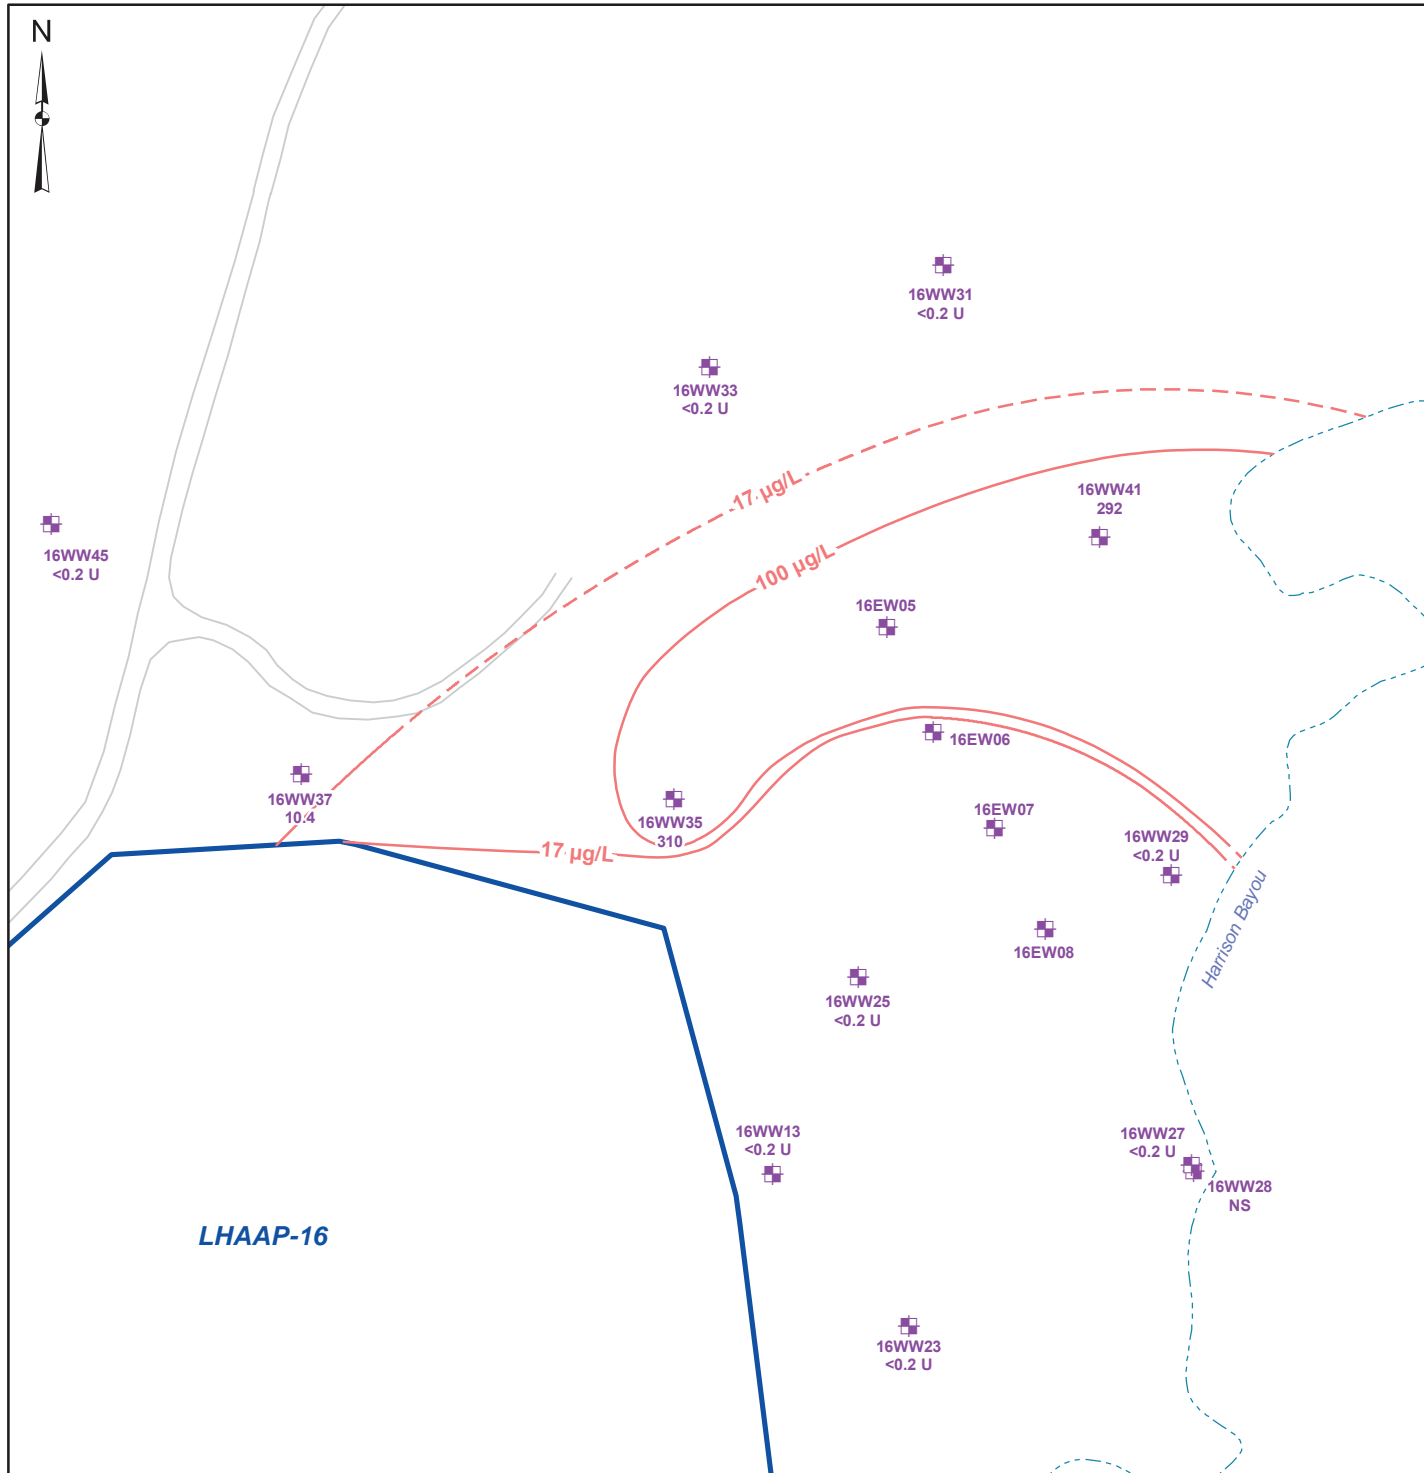 N
16WW31
<0.2 U
16WW33
<0.2 U
17 µg/L
16WW41
292
16WW45
<0.2 U
100 µg/L
16EW05
16EW06
16WW37
10.4
16WW35
310
16EW07
16WW29
<0.2 U
17 µg/L
Harrison Bayou
16EW08
16WW25
<0.2 U
16WW13
<0.2 U
16WW27
<0.2 U
16WW28
NS
LHAAP-16
16WW23
<0.2 U